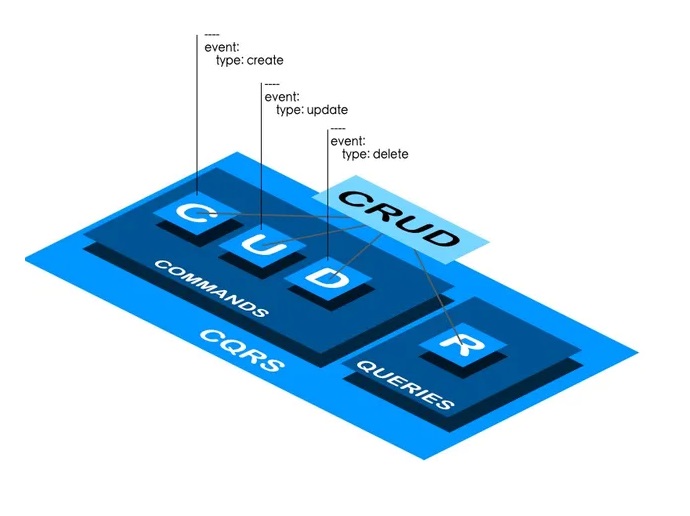 ----
event:
type: create
----
event:
type: update
----
event:
type: delete
CRUD
C
U
D
COMMANDS
R
CQRS
QUERIES